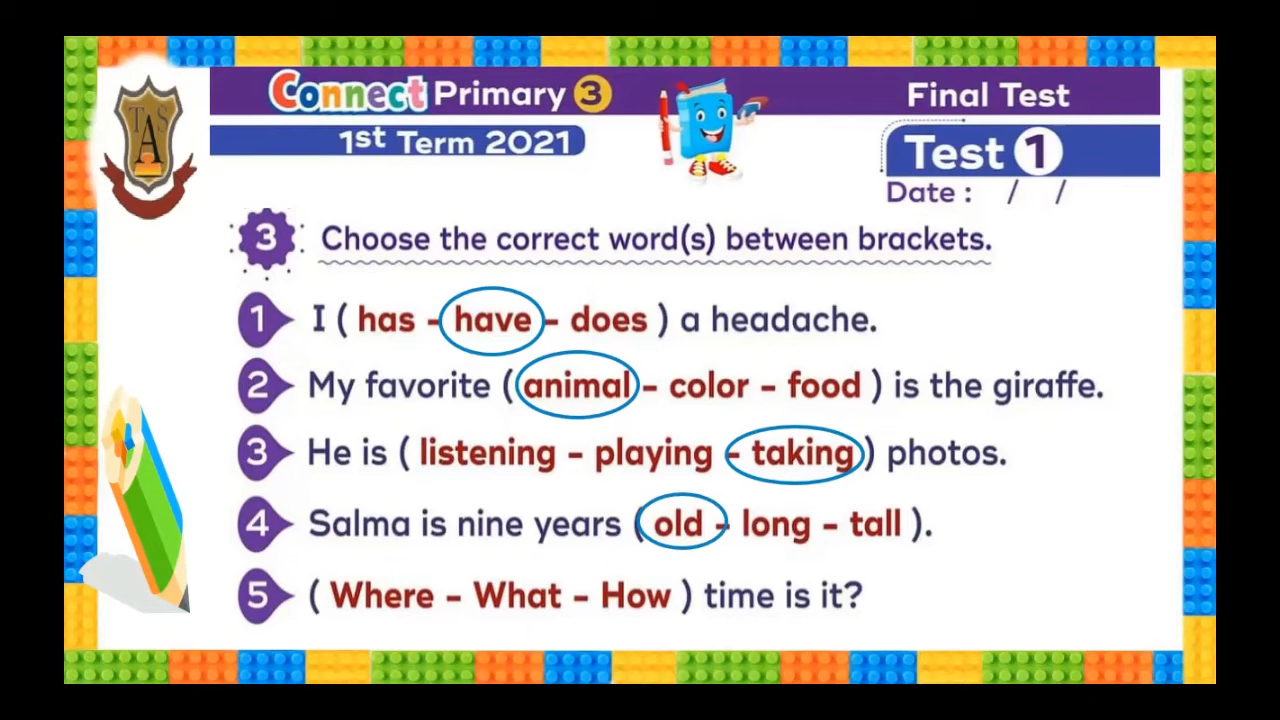 Connect Primary 3
Final Test
1st Term 2021
Test 1
TAS
Date : / /
3 Choose the correct word(s) between brackets.
1 I ( has - have - does ) a headache.
2 My favorite ( animal - color - food ) is the giraffe.
3 He is ( listening - playing - taking ) photos.
4 Salma is nine years ( old - long - tall ).
5 ( Where - What - How ) time is it?